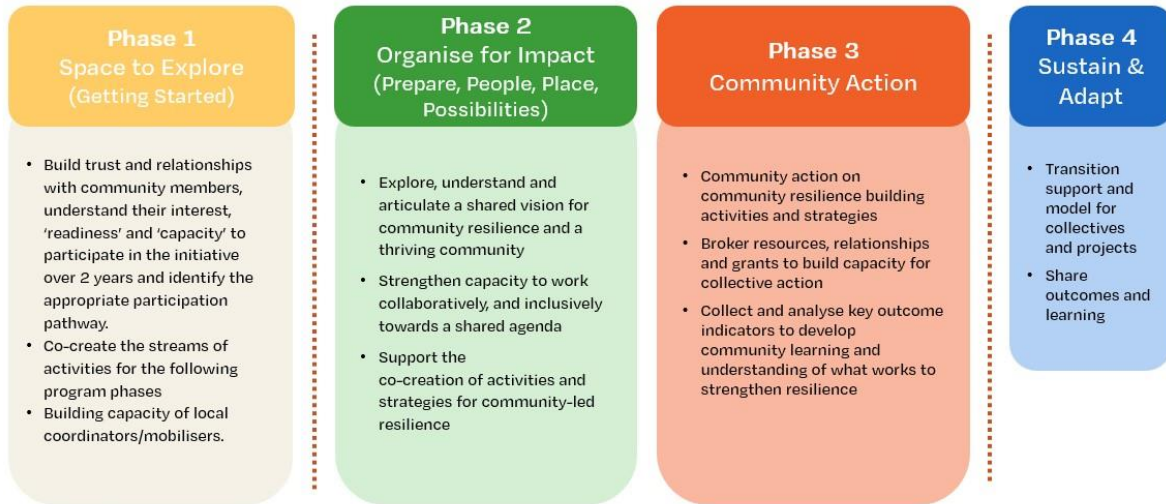 Phase 1
Space to Explore
(Getting Started)
• Build trust and relationships
with community members,
understand their interest,
‘readiness’ and ‘capacity’ to
participate in the initiative
over 2 years and identify the
appropriate participation
pathway.
• Co-create the streams of
activities for the following
program phases
• Building capacity of local
coordinators/mobilisers.
Phase 2
Organise for Impact
(Prepare, People, Place,
Possibilities)
• Explore, understand and
articulate a shared vision for
community resilience and a
thriving community
• Strengthen capacity to work
collaboratively, and inclusively
towards a shared agenda
• Support the
co-creation of activities and
strategies for community-led
resilience
Phase 3
Community Action
• Community action on
community resilience building
activities and strategies
• Broker resources, relationships
and grants to build capacity for
collective action
• Collect and analyse key outcome
indicators to develop
community learning and
understanding of what works to
strengthen resilience
Phase 4
Sustain &
Adapt
• Transition
support and
model for
collectives
and projects
• Share
outcomes and
learning